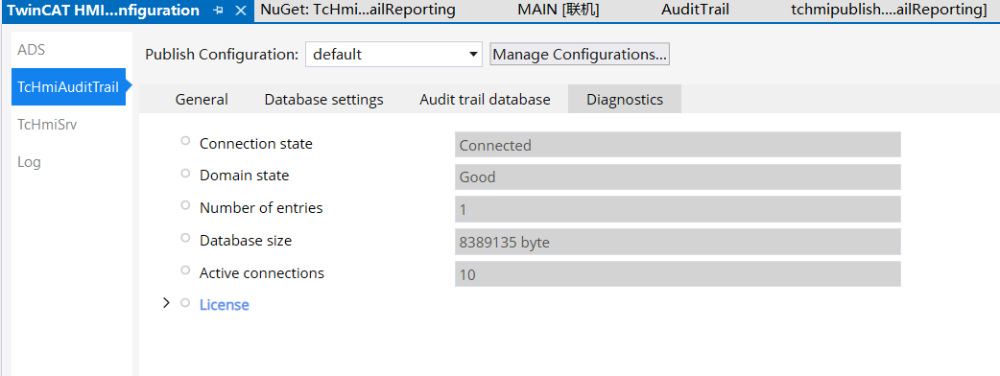 TwinCAT HMI...nfiguration NuGet: TcHmi...ailReporting MAIN [联机] AuditTrail tchmipublish....ailReporting]
ADS
Publish Configuration: default Manage Configurations...
TcHmiAuditTrail
General Database settings Audit trail database Diagnostics
TcHmiSrv
Connection state Connected
Log
Domain state Good
Number of entries 1
Database size 8389135 byte
Active connections 10
License